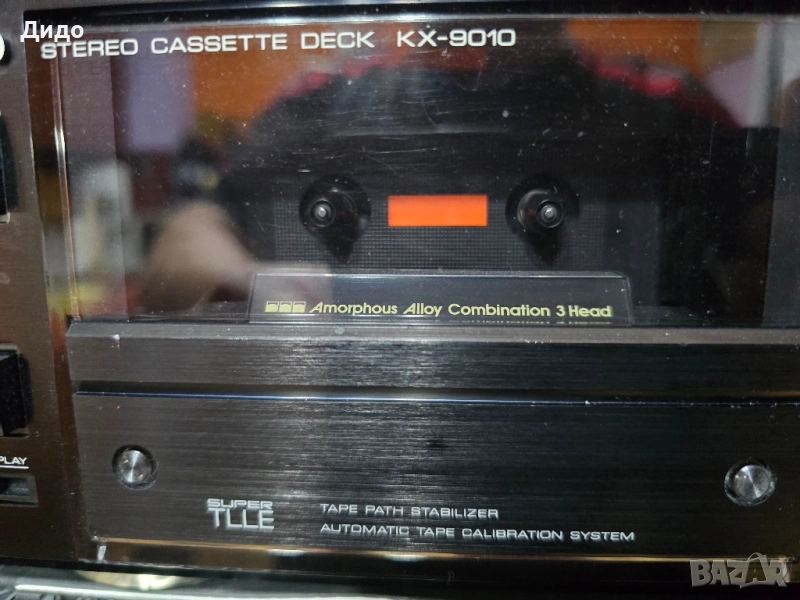 Дидо
STEREO CASSETTE DECK KX-9010
Amorphous Alloy Combination 3 Head
PLAY
SUPER
TLLE
TAPE PATH STABILIZER
AUTOMATIC TAPE CALIBRATION SYSTEM
BAZAR